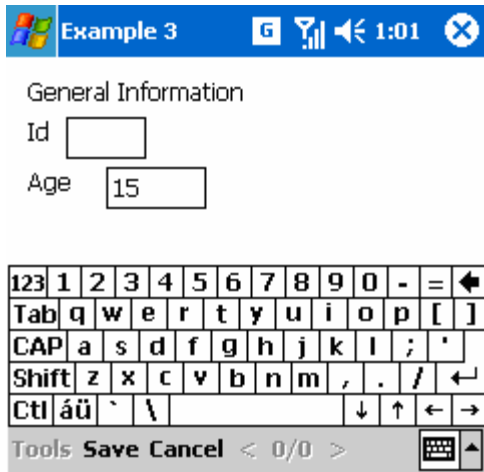 Example 3 G 1:01
General Information
Id
Age 15
123 1 2 3 4 5 6 7 8 9 0 - =
Tab q w e r t y u i o p [ ]
CAP a s d f g h j k l ; '
Shift z x c v b n m , . /
Ctl áü ` \ ↓ ↑ ← →
Tools Save Cancel < 0/0 >